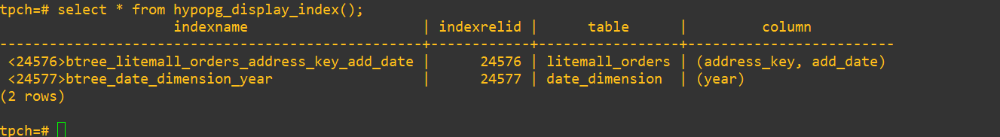 tpch=# select * from hypopg_display_index();
                    indexname                     | indexrelid |      table      |         column
--------------------------------------------------+------------+-----------------+-------------------------
 <24576>btree_litemall_orders_address_key_add_date |      24576 | litemall_orders | (address_key, add_date)
 <24577>btree_date_dimension_year                  |      24577 | date_dimension  | (year)
(2 rows)
tpch=#